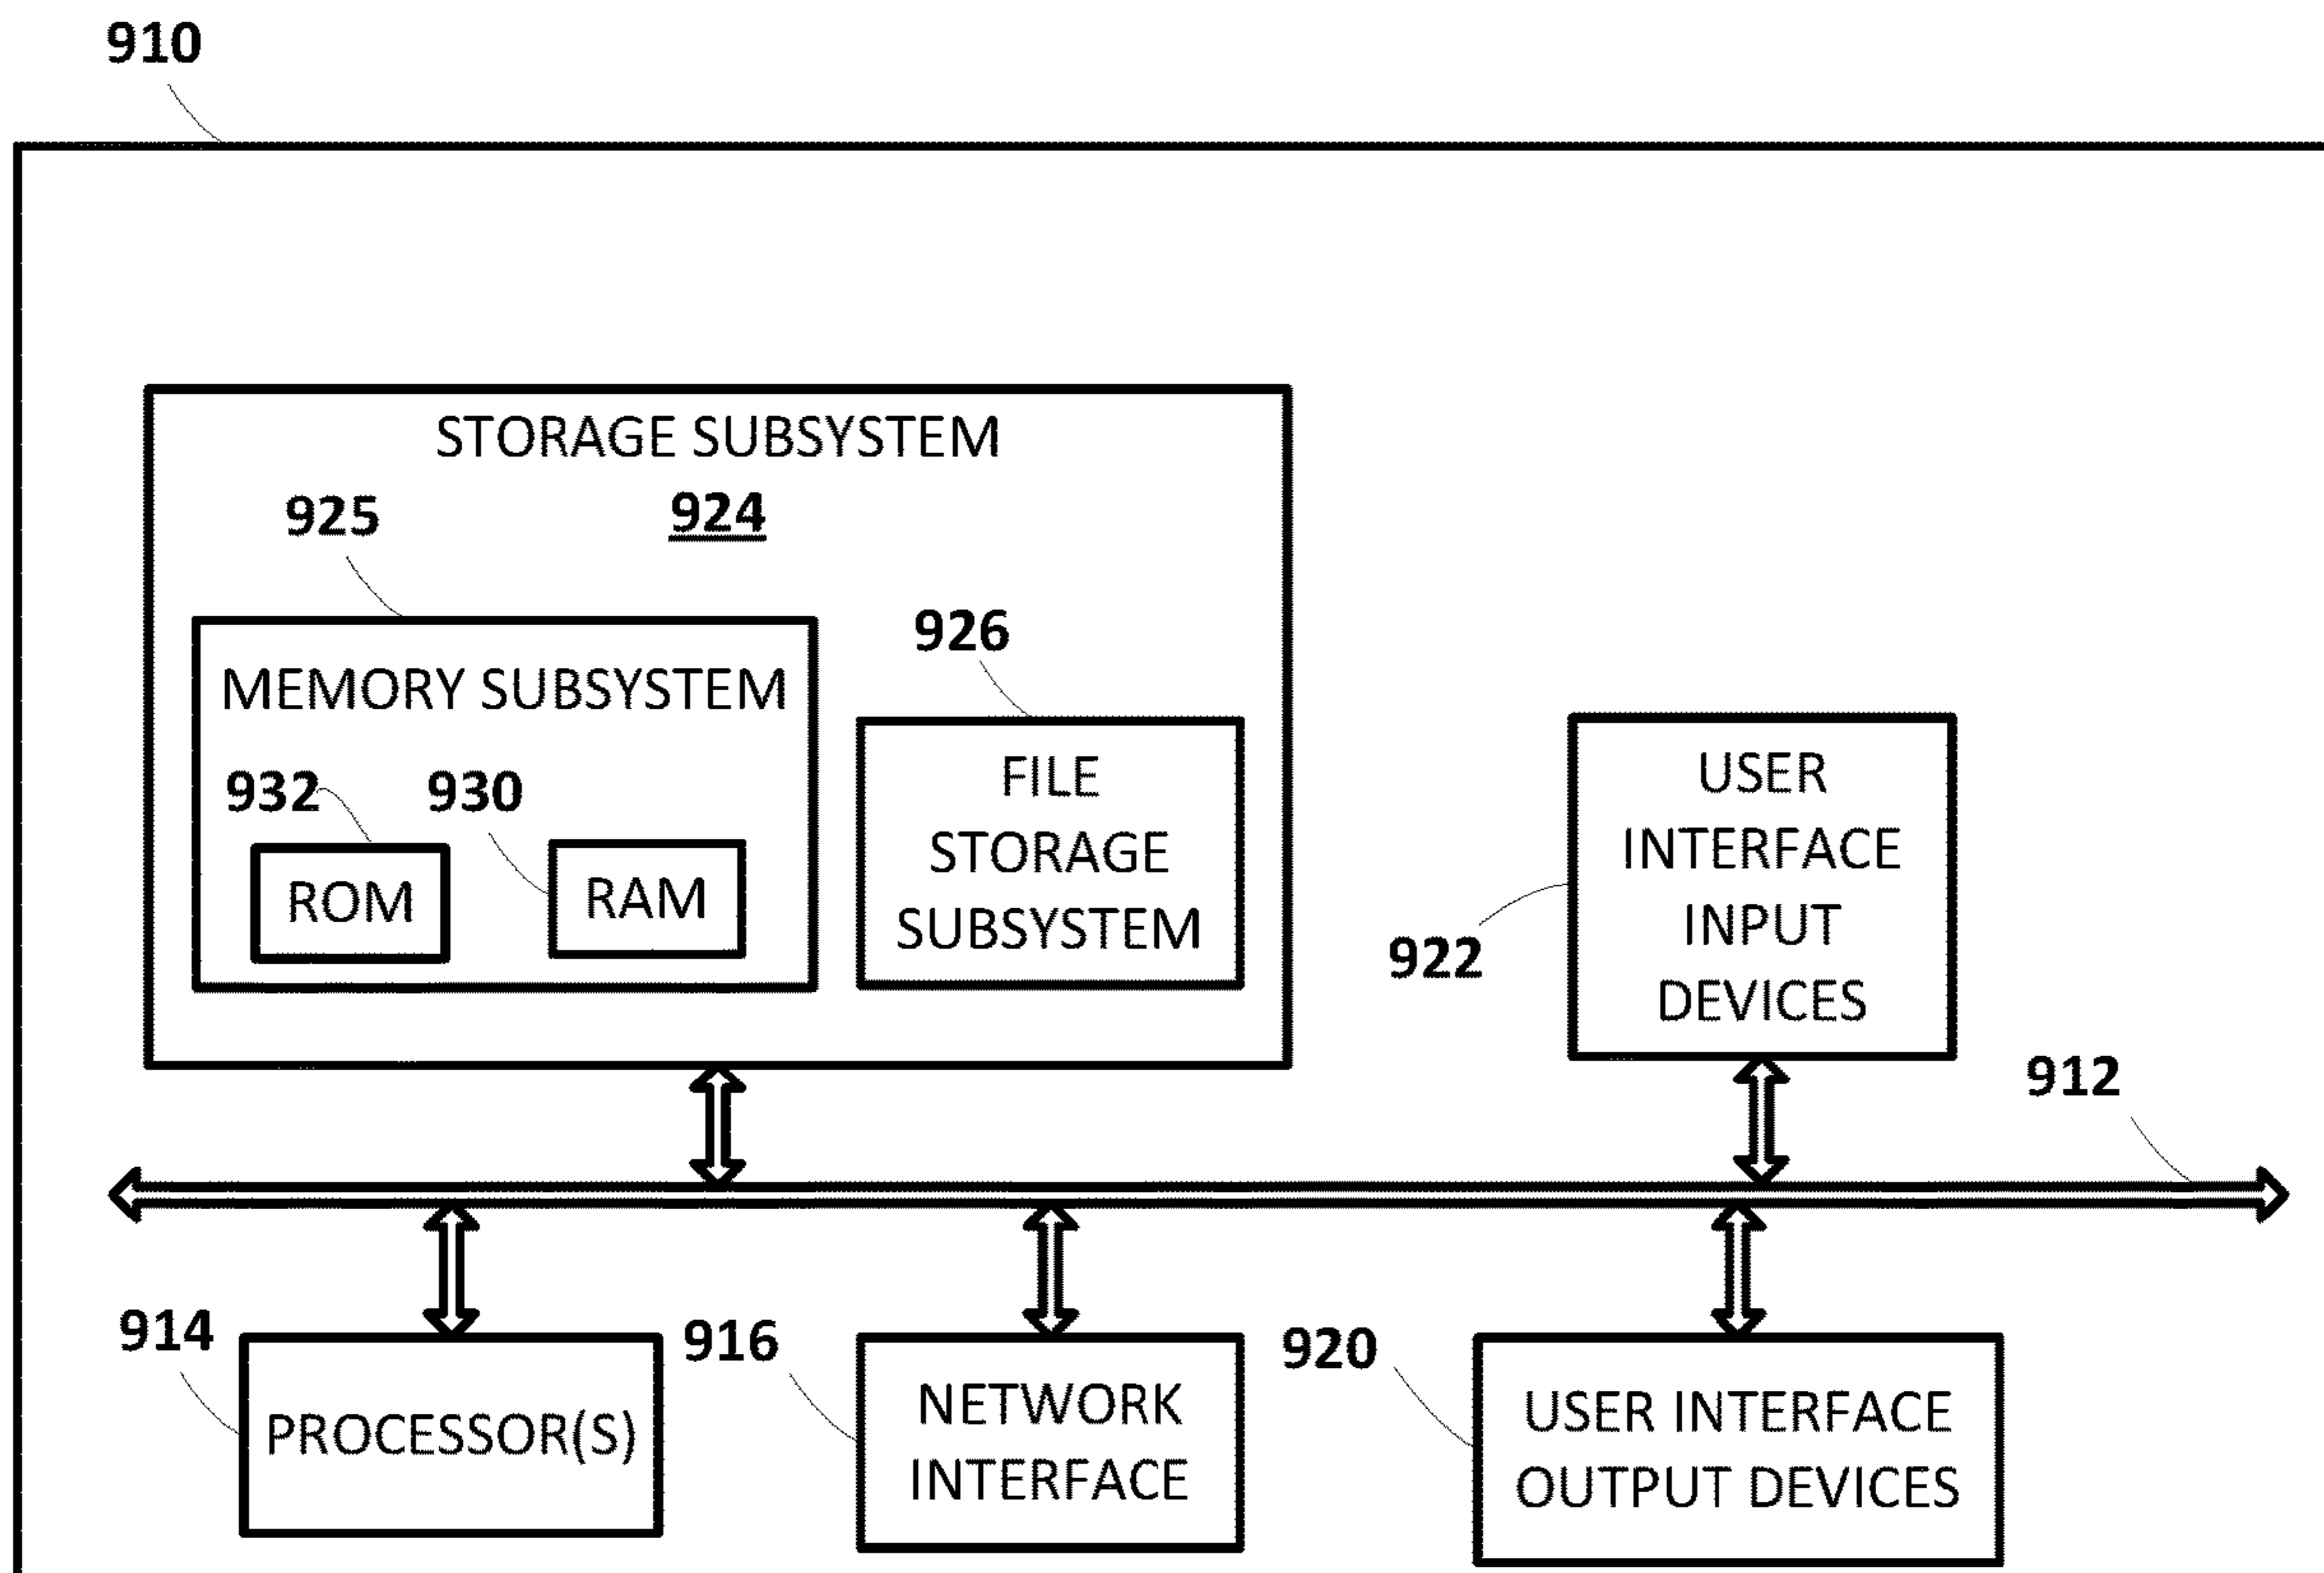 910
STORAGE SUBSYSTEM
924
925
926
MEMORY SUBSYSTEM
932
930
ROM
RAM
FILE
STORAGE
SUBSYSTEM
USER
INTERFACE
INPUT
DEVICES
922
912
914
PROCESSOR(S)
916
NETWORK
INTERFACE
920
USER INTERFACE
OUTPUT DEVICES